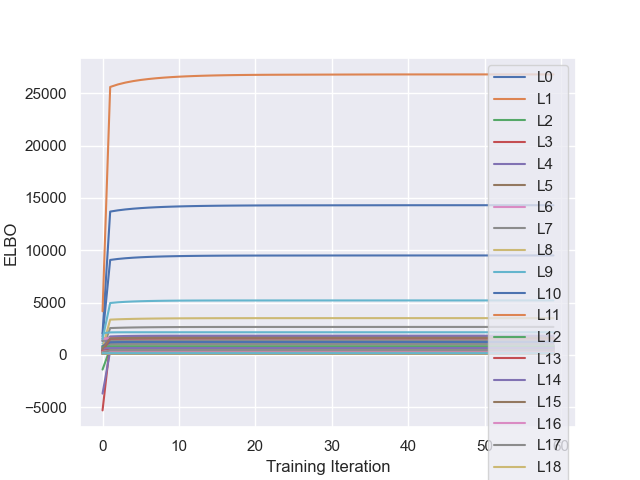 25000
20000
15000
10000
5000
0
−5000
ELBO
0 10 20 30 40 50 60
Training Iteration
L0
L1
L2
L3
L4
L5
L6
L7
L8
L9
L10
L11
L12
L13
L14
L15
L16
L17
L18